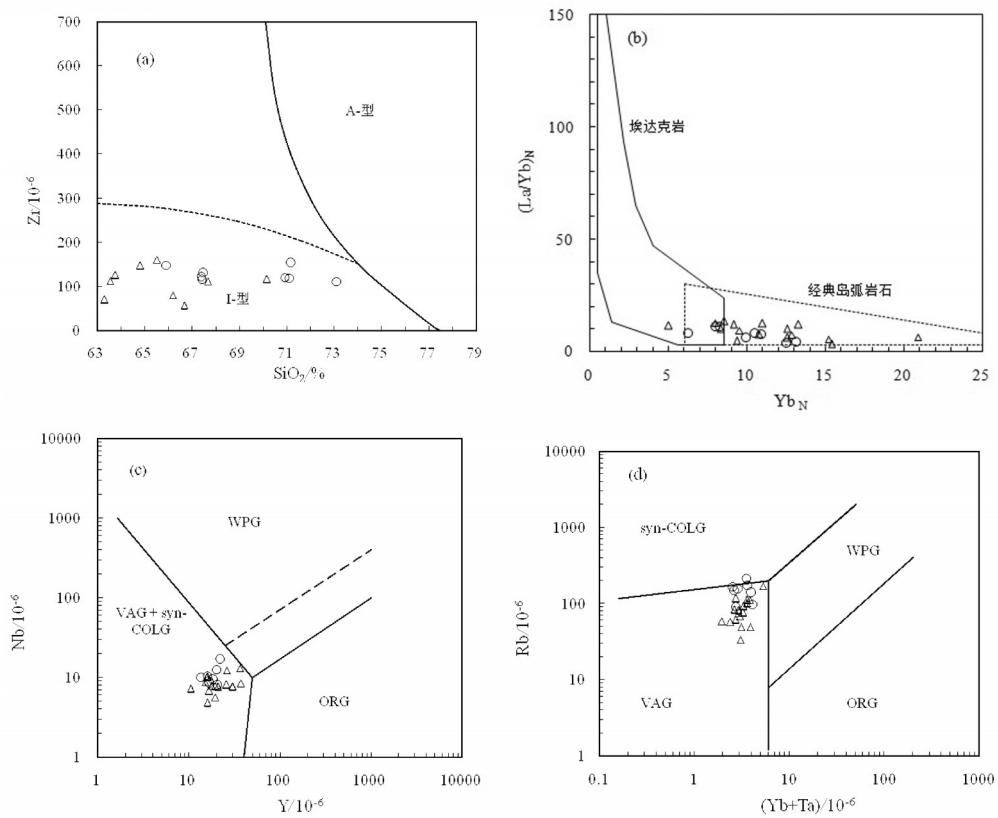 (a)
700
600
500
400
300
200
100
0
Zr/10⁻⁶
A-型
I-型
63 65 67 69 71 73 75 77 79
SiO₂/%
(b)
150
100
50
0
(La/Yb)N
埃达克岩
经典岛弧岩石
0 5 10 15 20 25
YbN
(c)
10000
1000
100
10
1
Nb/10⁻⁶
WPG
VAG + syn-
COLG
ORG
1 10 100 1000 10000
Y/10⁻⁶
(d)
10000
1000
100
10
1
Rb/10⁻⁶
syn-COLG
WPG
VAG
ORG
0.1 1 10 100 1000
(Yb+Ta)/10⁻⁶